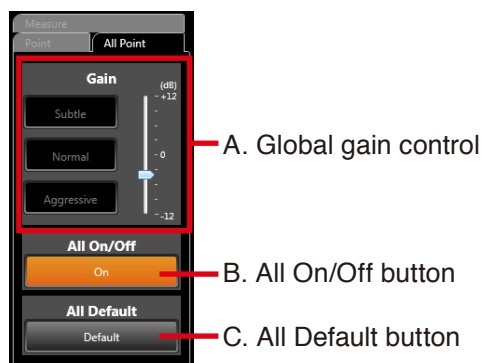 Measure
Point
All Point
Gain
(dB)
+12
Subtle
Normal
0
Aggressive
-12
A. Global gain control
All On/Off
On
B. All On/Off button
All Default
Default
C. All Default button